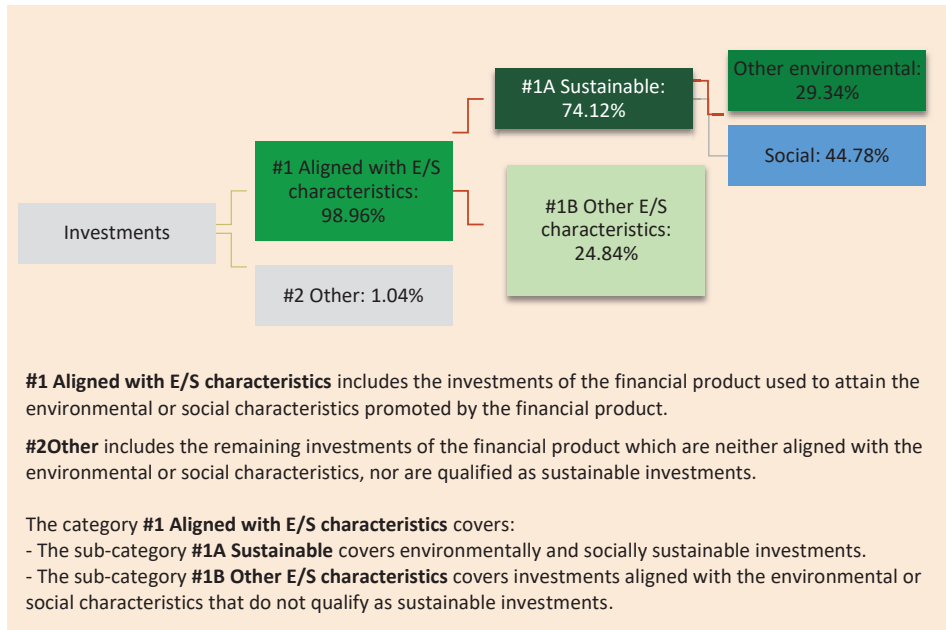 Investments
#1 Aligned with E/S
characteristics:
98.96%
#2 Other: 1.04%
#1A Sustainable:
74.12%
#1B Other E/S
characteristics:
24.84%
Other environmental:
29.34%
Social: 44.78%
#1 Aligned with E/S characteristics includes the investments of the financial product used to attain the
environmental or social characteristics promoted by the financial product.
#2Other includes the remaining investments of the financial product which are neither aligned with the
environmental or social characteristics, nor are qualified as sustainable investments.
The category #1 Aligned with E/S characteristics covers:
- The sub-category #1A Sustainable covers environmentally and socially sustainable investments.
- The sub-category #1B Other E/S characteristics covers investments aligned with the environmental or
social characteristics that do not qualify as sustainable investments.